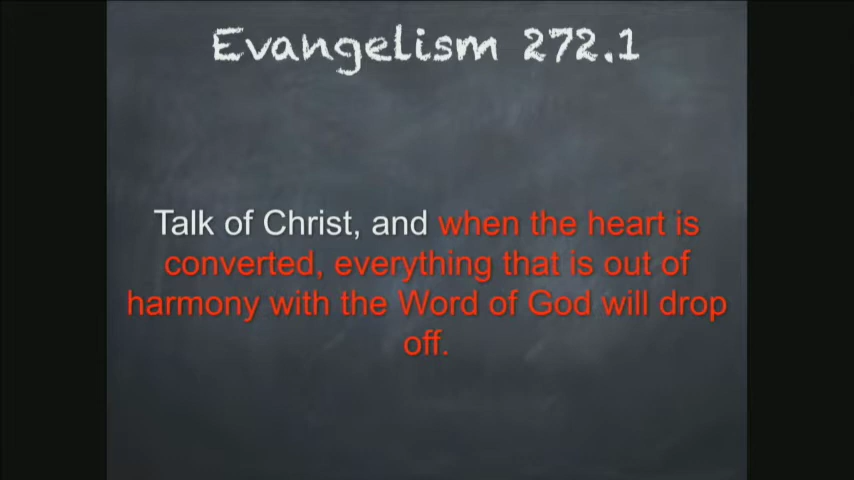 Evangelism 272.1
Talk of Christ, and when the heart is
converted, everything that is out of
harmony with the Word of God will drop
off.